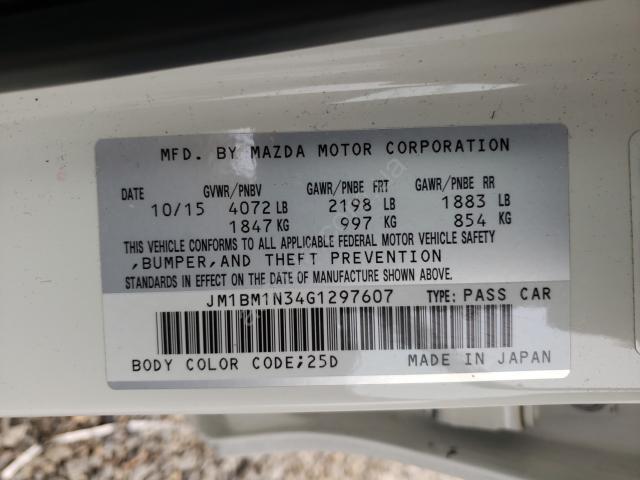 MFD. BY MAZDA MOTOR CORPORATION
DATE GVWR/PNBV GAWR/PNBE FRT GAWR/PNBE RR
10/15 4072 LB 2198 LB 1883 LB
1847 KG 997 KG 854 KG
THIS VEHICLE CONFORMS TO ALL APPLICABLE FEDERAL MOTOR VEHICLE SAFETY
,BUMPER,AND THEFT PREVENTION
STANDARDS IN EFFECT ON THE DATE OF MANUFACTURE SHOWN ABOVE.
JM1BM1N34G1297607 TYPE: PASS CAR
BODY COLOR CODE;25D MADE IN JAPAN